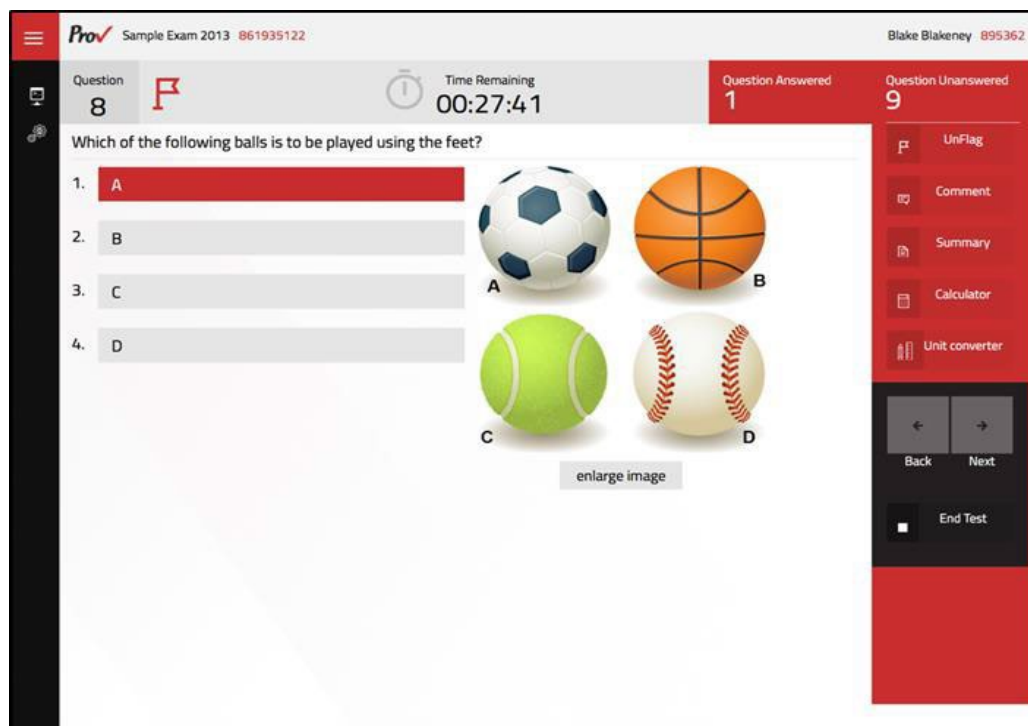 Prov Sample Exam 2013 861935122 Blake Blakeney 895362
Question
8
Time Remaining
00:27:41
Question Answered
1
Question Unanswered
9
Which of the following balls is to be played using the feet?
1. A
2. B
3. C
4. D
A
B
C
D
enlarge image
UnFlag
Comment
Summary
Calculator
Unit converter
Back Next
End Test